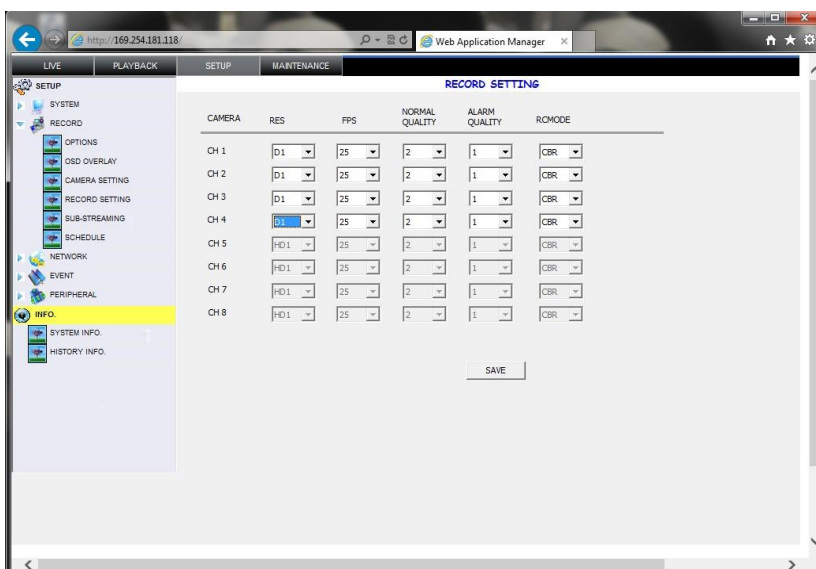 http://169.254.181.118/
Web Application Manager
LIVE PLAYBACK SETUP MAINTENANCE
SETUP
SYSTEM
RECORD
OPTIONS
OSD OVERLAY
CAMERA SETTING
RECORD SETTING
SUB-STREAMING
SCHEDULE
NETWORK
EVENT
PERIPHERAL
INFO.
SYSTEM INFO.
HISTORY INFO.
RECORD SETTING
CAMERA RES FPS NORMAL QUALITY ALARM QUALITY RCMODE
CH 1 D1 25 2 1 CBR
CH 2 D1 25 2 1 CBR
CH 3 D1 25 2 1 CBR
CH 4 D1 25 2 1 CBR
CH 5 HD1 25 2 1 CBR
CH 6 HD1 25 2 1 CBR
CH 7 HD1 25 2 1 CBR
CH 8 HD1 25 2 1 CBR
SAVE